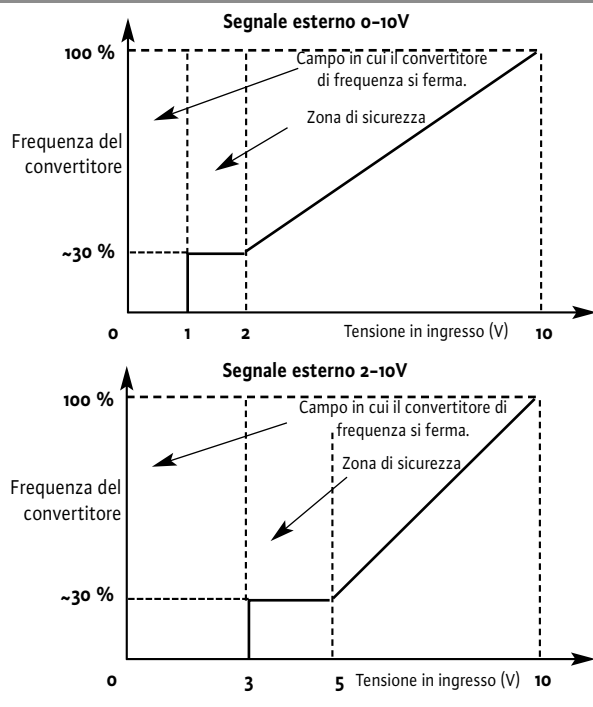 Segnale esterno 0-10V
100 %
Campo in cui il convertitore
di frequenza si ferma.
Zona di sicurezza
Frequenza del
convertitore
~30 %
0 1 2 Tensione in ingresso (V) 10
Segnale esterno 2-10V
100 %
Campo in cui il convertitore di
frequenza si ferma.
Zona di sicurezza
Frequenza del
convertitore
~30 %
0 3 5 Tensione in ingresso (V) 10